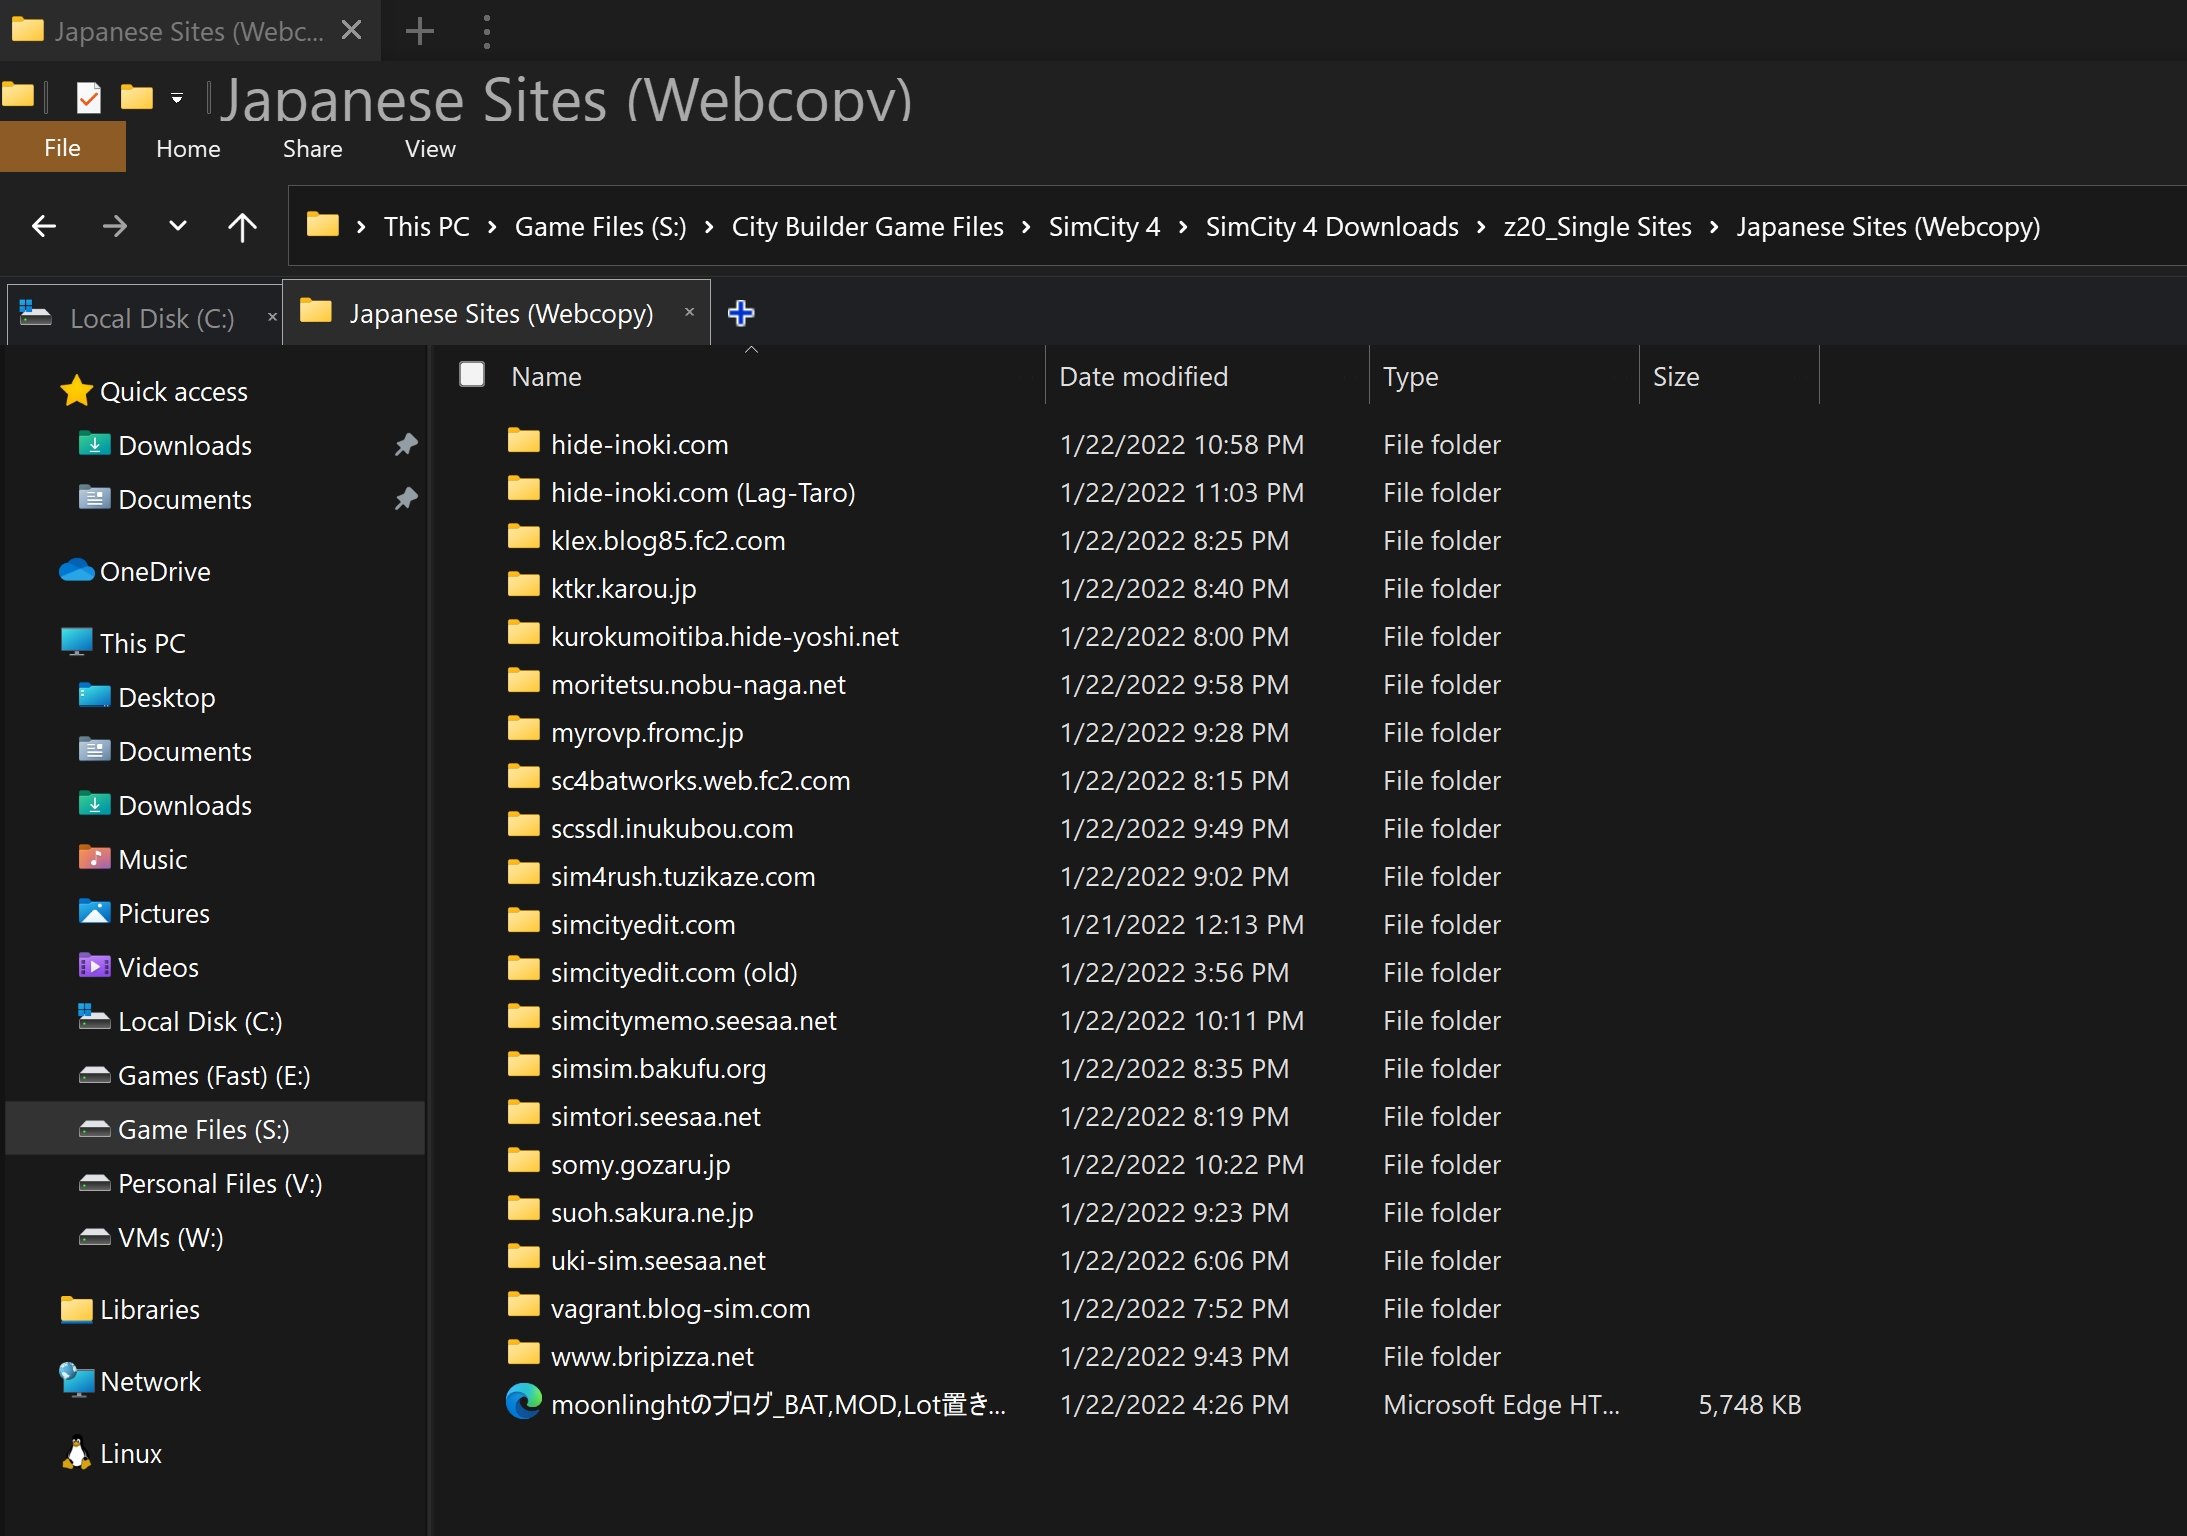 Japanese Sites (Webc...
Japanese Sites (Webcopy)
File Home Share View
This PC Game Files (S:) City Builder Game Files SimCity 4 SimCity 4 Downloads z20_Single Sites Japanese Sites (Webcopy)
Local Disk (C:) Japanese Sites (Webcopy)
Quick access
Downloads
Documents
OneDrive
This PC
Desktop
Documents
Downloads
Music
Pictures
Videos
Local Disk (C:)
Games (Fast) (E:)
Game Files (S:)
Personal Files (V:)
VMs (W:)
Libraries
Network
Linux
Name Date modified Type Size
hide-inoki.com 1/22/2022 10:58 PM File folder
hide-inoki.com (Lag-Taro) 1/22/2022 11:03 PM File folder
klex.blog85.fc2.com 1/22/2022 8:25 PM File folder
ktkr.karou.jp 1/22/2022 8:40 PM File folder
kurokumoitiba.hide-yoshi.net 1/22/2022 8:00 PM File folder
moritetsu.nobu-naga.net 1/22/2022 9:58 PM File folder
myrovp.fromc.jp 1/22/2022 9:28 PM File folder
sc4batworks.web.fc2.com 1/22/2022 8:15 PM File folder
scssdl.inukubou.com 1/22/2022 9:49 PM File folder
sim4rush.tuzikaze.com 1/22/2022 9:02 PM File folder
simcityedit.com 1/21/2022 12:13 PM File folder
simcityedit.com (old) 1/22/2022 3:56 PM File folder
simcitymemo.seesaa.net 1/22/2022 10:11 PM File folder
simsim.bakufu.org 1/22/2022 8:35 PM File folder
simtori.seesaa.net 1/22/2022 8:19 PM File folder
somy.gozaru.jp 1/22/2022 10:22 PM File folder
suoh.sakura.ne.jp 1/22/2022 9:23 PM File folder
uki-sim.seesaa.net 1/22/2022 6:06 PM File folder
vagrant.blog-sim.com 1/22/2022 7:52 PM File folder
www.bripizza.net 1/22/2022 9:43 PM File folder
moonlinghtのブログ_BAT,MOD,Lot置き... 1/22/2022 4:26 PM Microsoft Edge HT... 5,748 KB